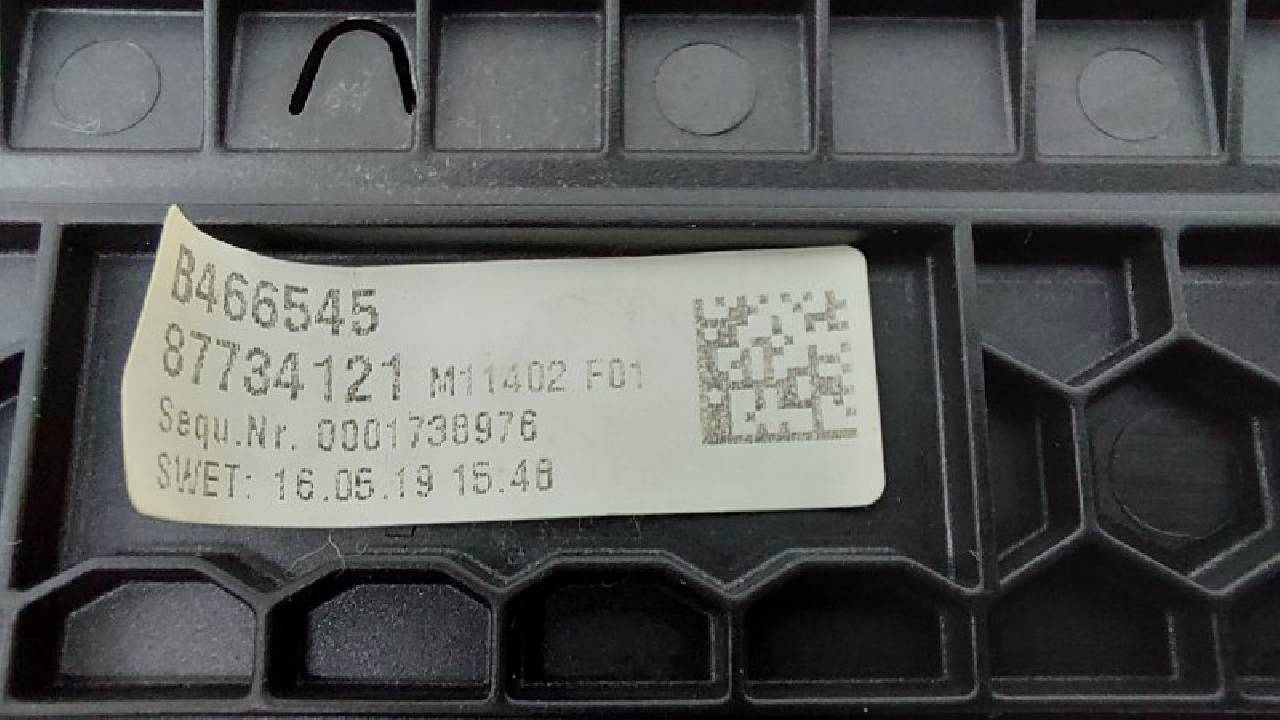 B466545
87734121 M11402 F01
Sequ.Nr. 0001738976
SWET: 16.05.19 15:48